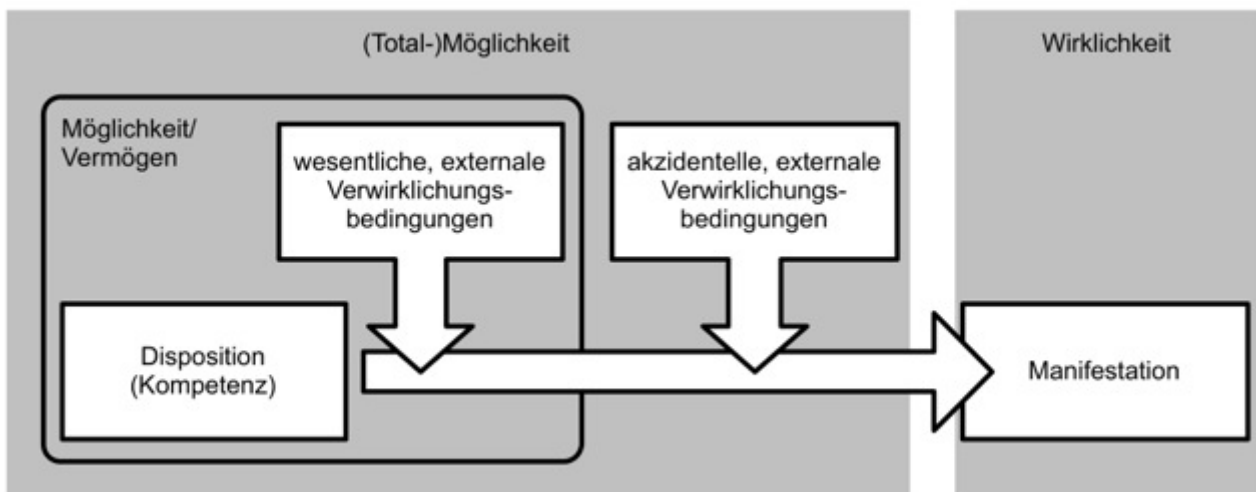 (Total-)Möglichkeit
Wirklichkeit
Möglichkeit/
Vermögen
wesentliche, externale
Verwirklichungs-
bedingungen
akzidentelle, externale
Verwirklichungs-
bedingungen
Disposition
(Kompetenz)
Manifestation